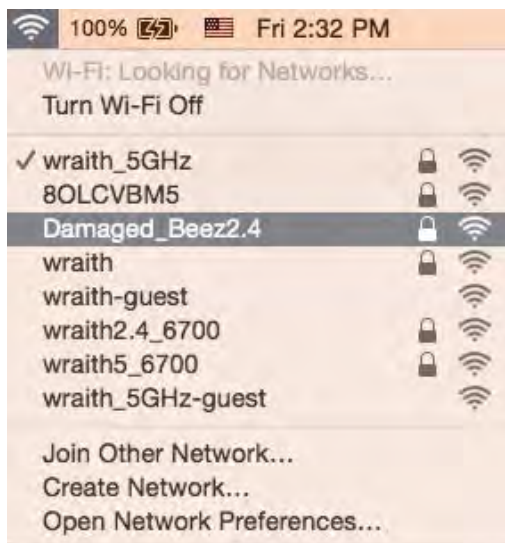 100% Fri 2:32 PM
Wi-Fi: Looking for Networks...
Turn Wi-Fi Off
✓ wraith_5GHz
8OLCVBM5
Damaged_Beez2.4
wraith
wraith-guest
wraith2.4_6700
wraith5_6700
wraith_5GHz-guest
Join Other Network...
Create Network...
Open Network Preferences...